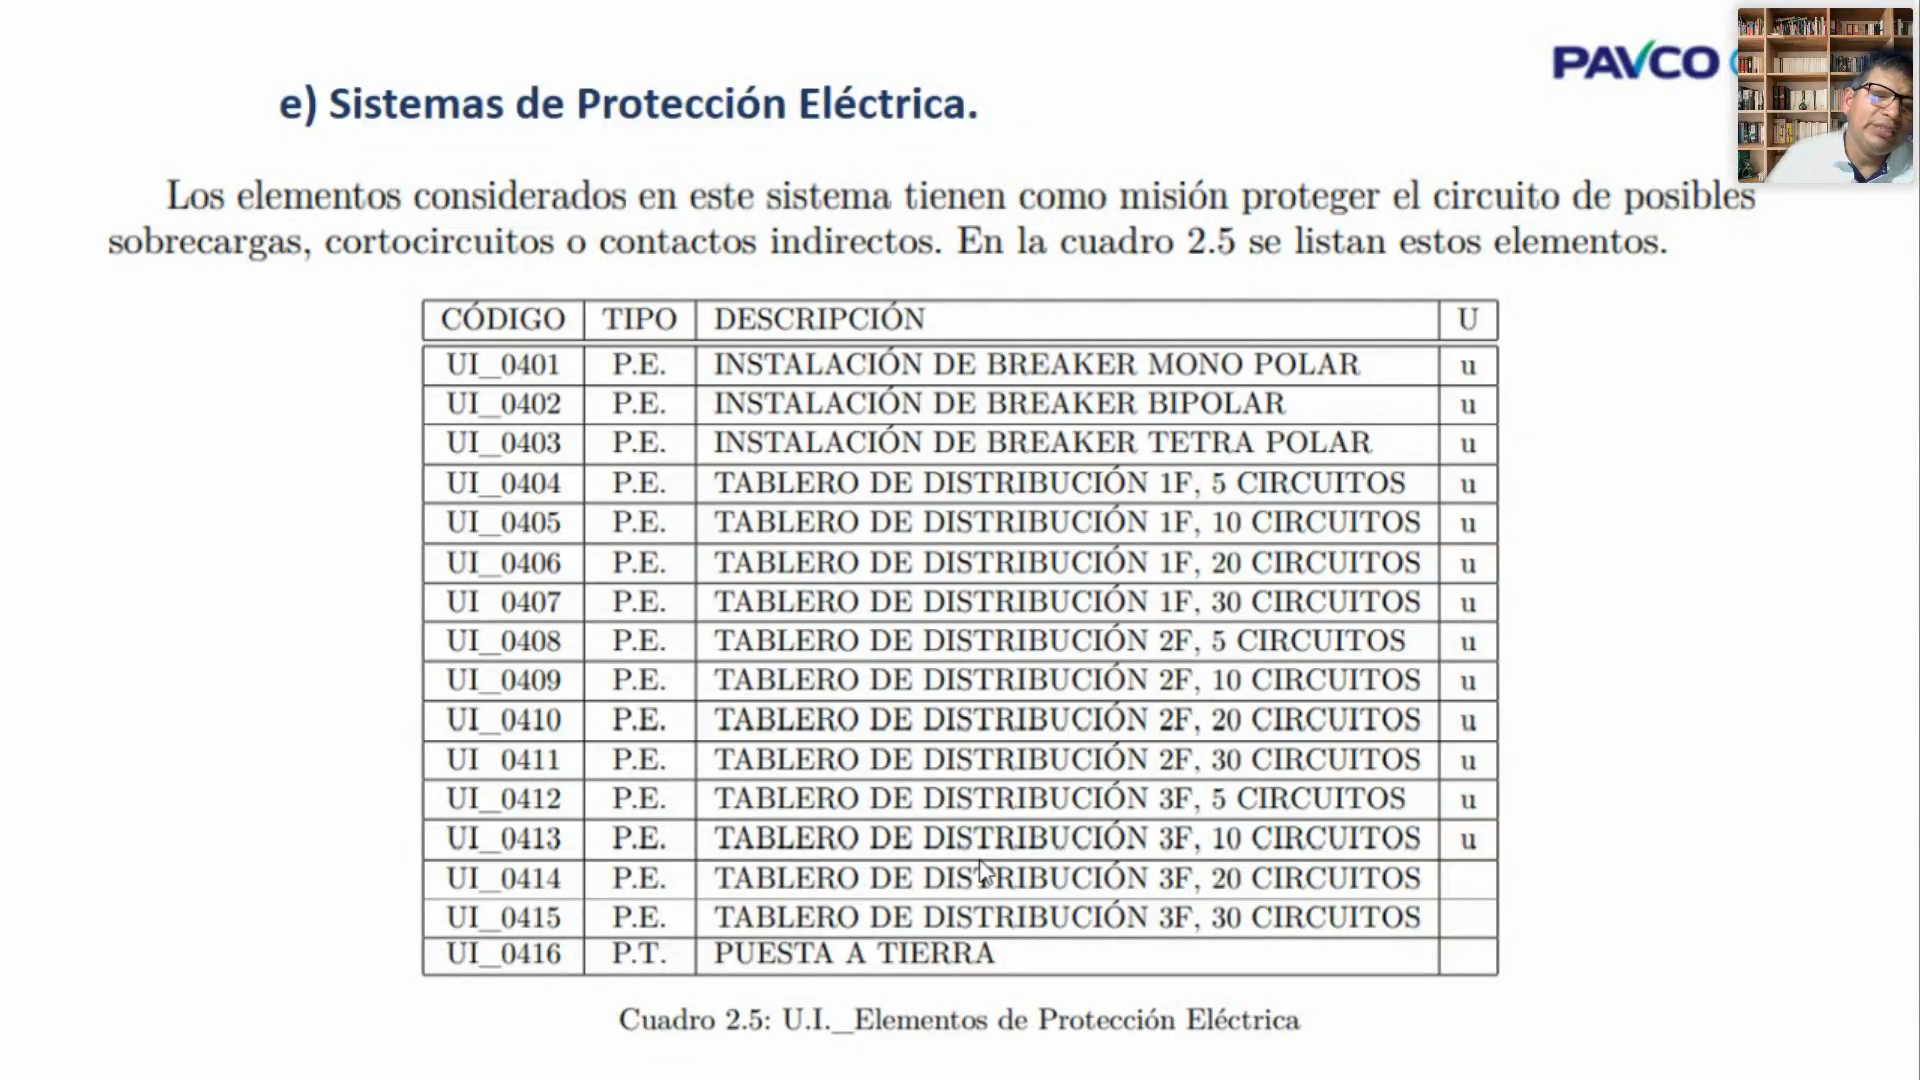 PAVCO
e) Sistemas de Protección Eléctrica.
Los elementos considerados en este sistema tienen como misión proteger el circuito de posibles
sobrecargas, cortocircuitos o contactos indirectos. En la cuadro 2.5 se listan estos elementos.
CÓDIGO TIPO DESCRIPCIÓN U
UI_0401 P.E. INSTALACIÓN DE BREAKER MONO POLAR u
UI_0402 P.E. INSTALACIÓN DE BREAKER BIPOLAR u
UI_0403 P.E. INSTALACIÓN DE BREAKER TETRA POLAR u
UI_0404 P.E. TABLERO DE DISTRIBUCIÓN 1F, 5 CIRCUITOS u
UI_0405 P.E. TABLERO DE DISTRIBUCIÓN 1F, 10 CIRCUITOS u
UI_0406 P.E. TABLERO DE DISTRIBUCIÓN 1F, 20 CIRCUITOS u
UI_0407 P.E. TABLERO DE DISTRIBUCIÓN 1F, 30 CIRCUITOS u
UI_0408 P.E. TABLERO DE DISTRIBUCIÓN 2F, 5 CIRCUITOS u
UI_0409 P.E. TABLERO DE DISTRIBUCIÓN 2F, 10 CIRCUITOS u
UI_0410 P.E. TABLERO DE DISTRIBUCIÓN 2F, 20 CIRCUITOS u
UI_0411 P.E. TABLERO DE DISTRIBUCIÓN 2F, 30 CIRCUITOS u
UI_0412 P.E. TABLERO DE DISTRIBUCIÓN 3F, 5 CIRCUITOS u
UI_0413 P.E. TABLERO DE DISTRIBUCIÓN 3F, 10 CIRCUITOS u
UI_0414 P.E. TABLERO DE DISTRIBUCIÓN 3F, 20 CIRCUITOS
UI_0415 P.E. TABLERO DE DISTRIBUCIÓN 3F, 30 CIRCUITOS
UI_0416 P.T. PUESTA A TIERRA
Cuadro 2.5: U.I._Elementos de Protección Eléctrica